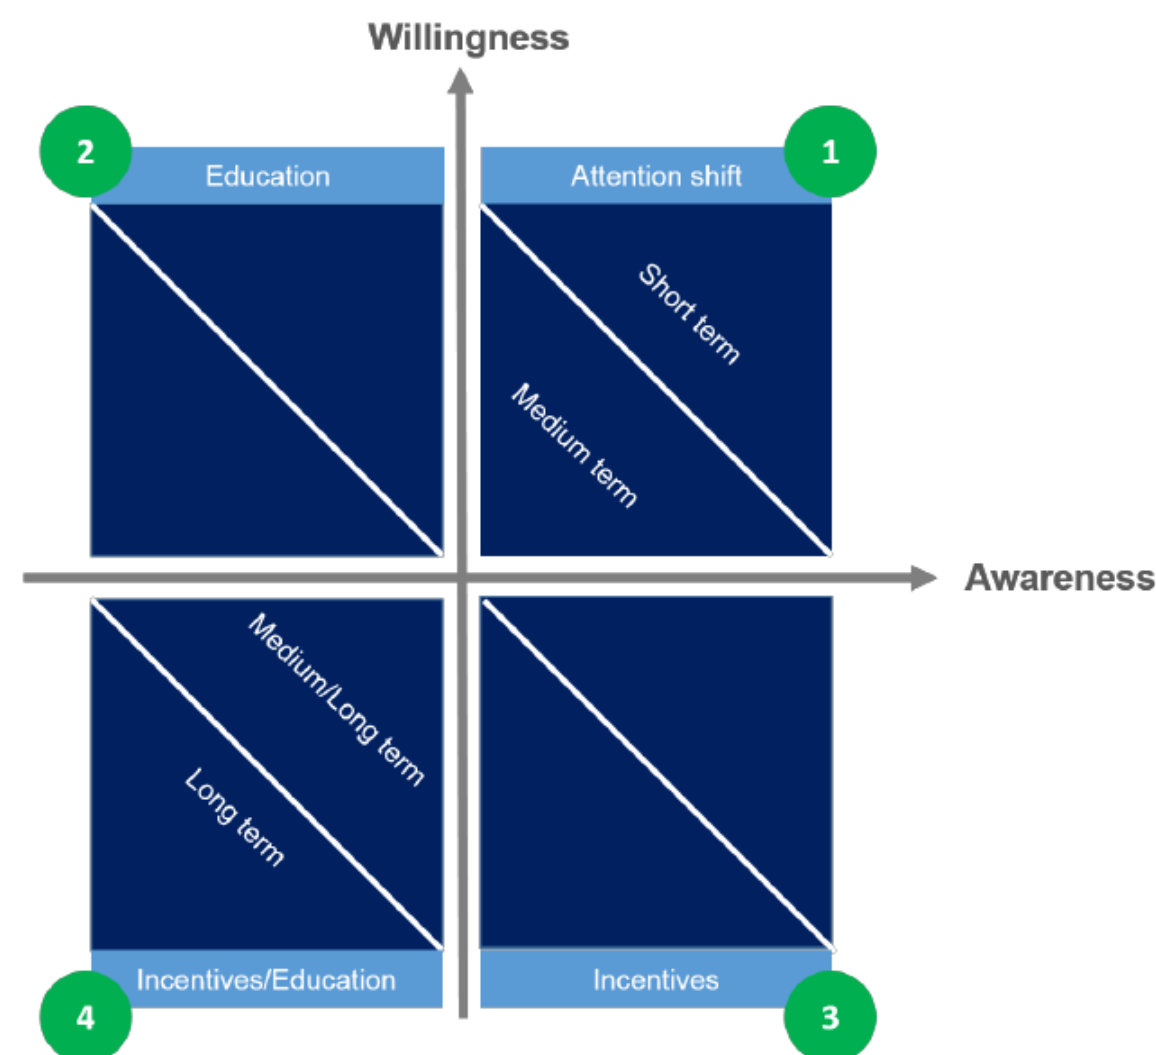 Willingness
2
Education
Attention shift
1
Short term
Medium term
Awareness
Medium/Long term
Long term
4
Incentives/Education
Incentives
3